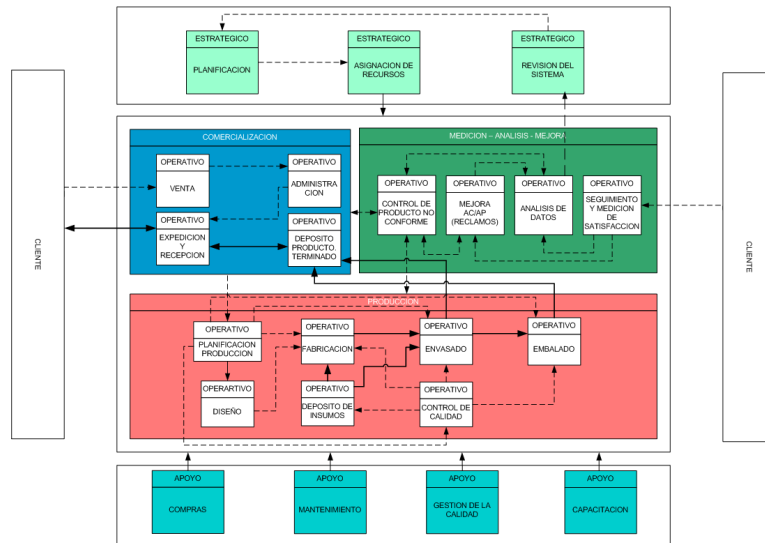 ESTRATEGICO
PLANIFICACION
ESTRATEGICO
ASIGNACION DE
RECURSOS
ESTRATEGICO
REVISION DEL
SISTEMA
CLIENTE
COMERCIALIZACION
OPERATIVO
VENTA
OPERATIVO
ADMINISTRA
CION
OPERATIVO
EXPEDICION Y
RECEPCION
OPERATIVO
DEPOSITO
PRODUCTO.
TERMINADO
MEDICION – ANALISIS - MEJORA
OPERATIVO
CONTROL DE
PRODUCTO NO
CONFORME
OPERATIVO
MEJORA
AC/AP
(RECLAMOS)
OPERATIVO
ANALISIS DE
DATOS
OPERATIVO
SEGUIMIENTO
Y MEDICION DE
SATISFACCION
CLIENTE
PRODUCCION
OPERATIVO
PLANIFICACION
PRODUCCION
OPERATIVO
FABRICACION
OPERATIVO
ENVASADO
OPERATIVO
EMBALADO
OPERARTIVO
DISEÑO
OPERATIVO
DEPOSITO DE
INSUMOS
OPERATIVO
CONTROL DE
CALIDAD
APOYO
COMPRAS
APOYO
MANTENIMIENTO
APOYO
GESTION DE LA
CALIDAD
APOYO
CAPACITACION